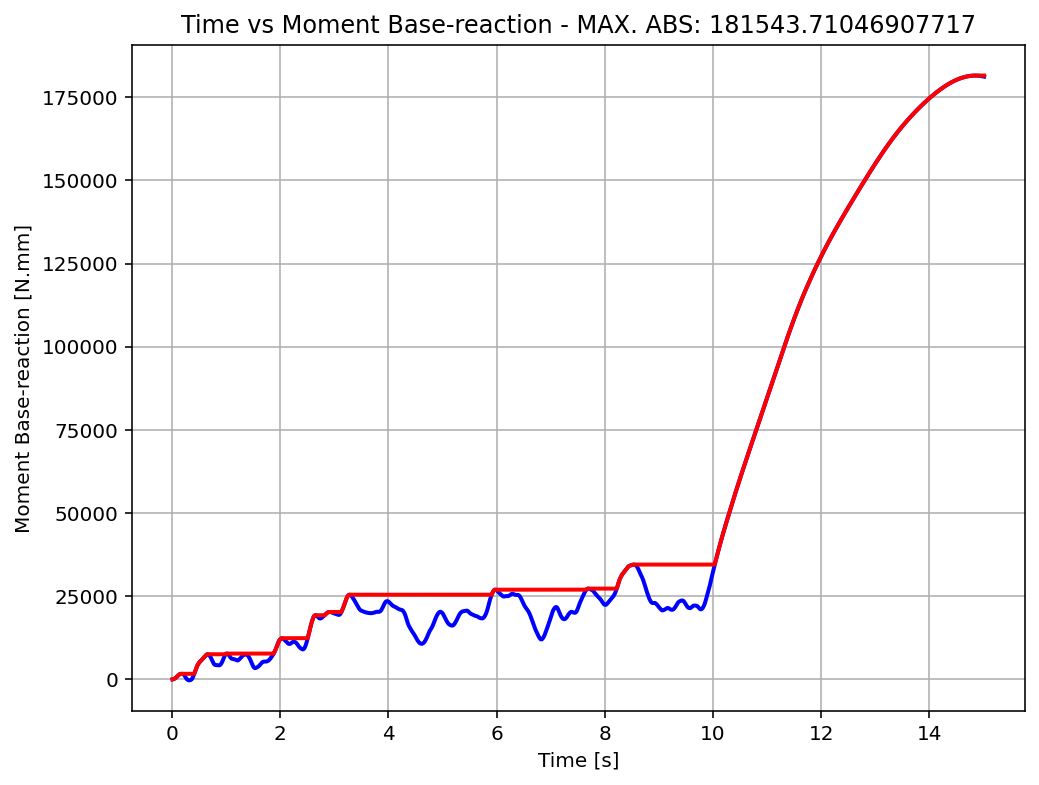 Time vs Moment Base-reaction - MAX. ABS: 181543.71046907717
175000
150000
125000
100000
75000
50000
25000
0
Moment Base-reaction [N.mm]
0 2 4 6 8 10 12 14
Time [s]